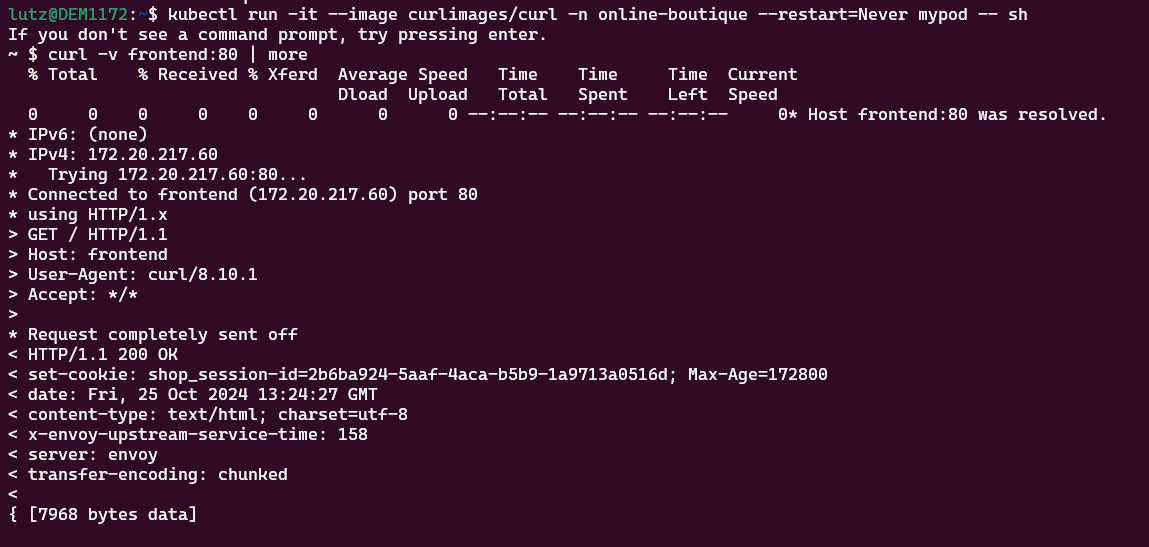 lutz@DEM1172:~$ kubectl run -it --image curlimages/curl -n online-boutique --restart=Never mypod -- sh
If you don't see a command prompt, try pressing enter.
~ $ curl -v frontend:80 | more
  % Total    % Received % Xferd  Average Speed   Time    Time     Time  Current
                                 Dload  Upload   Total   Spent    Left  Speed
  0     0    0     0    0     0      0      0 --:--:-- --:--:-- --:--:--     0* Host frontend:80 was resolved.
* IPv6: (none)
* IPv4: 172.20.217.60
*   Trying 172.20.217.60:80...
* Connected to frontend (172.20.217.60) port 80
* using HTTP/1.x
> GET / HTTP/1.1
> Host: frontend
> User-Agent: curl/8.10.1
> Accept: */*
>
* Request completely sent off
< HTTP/1.1 200 OK
< set-cookie: shop_session-id=2b6ba924-5aaf-4aca-b5b9-1a9713a0516d; Max-Age=172800
< date: Fri, 25 Oct 2024 13:24:27 GMT
< content-type: text/html; charset=utf-8
< x-envoy-upstream-service-time: 158
< server: envoy
< transfer-encoding: chunked
<
{ [7968 bytes data]